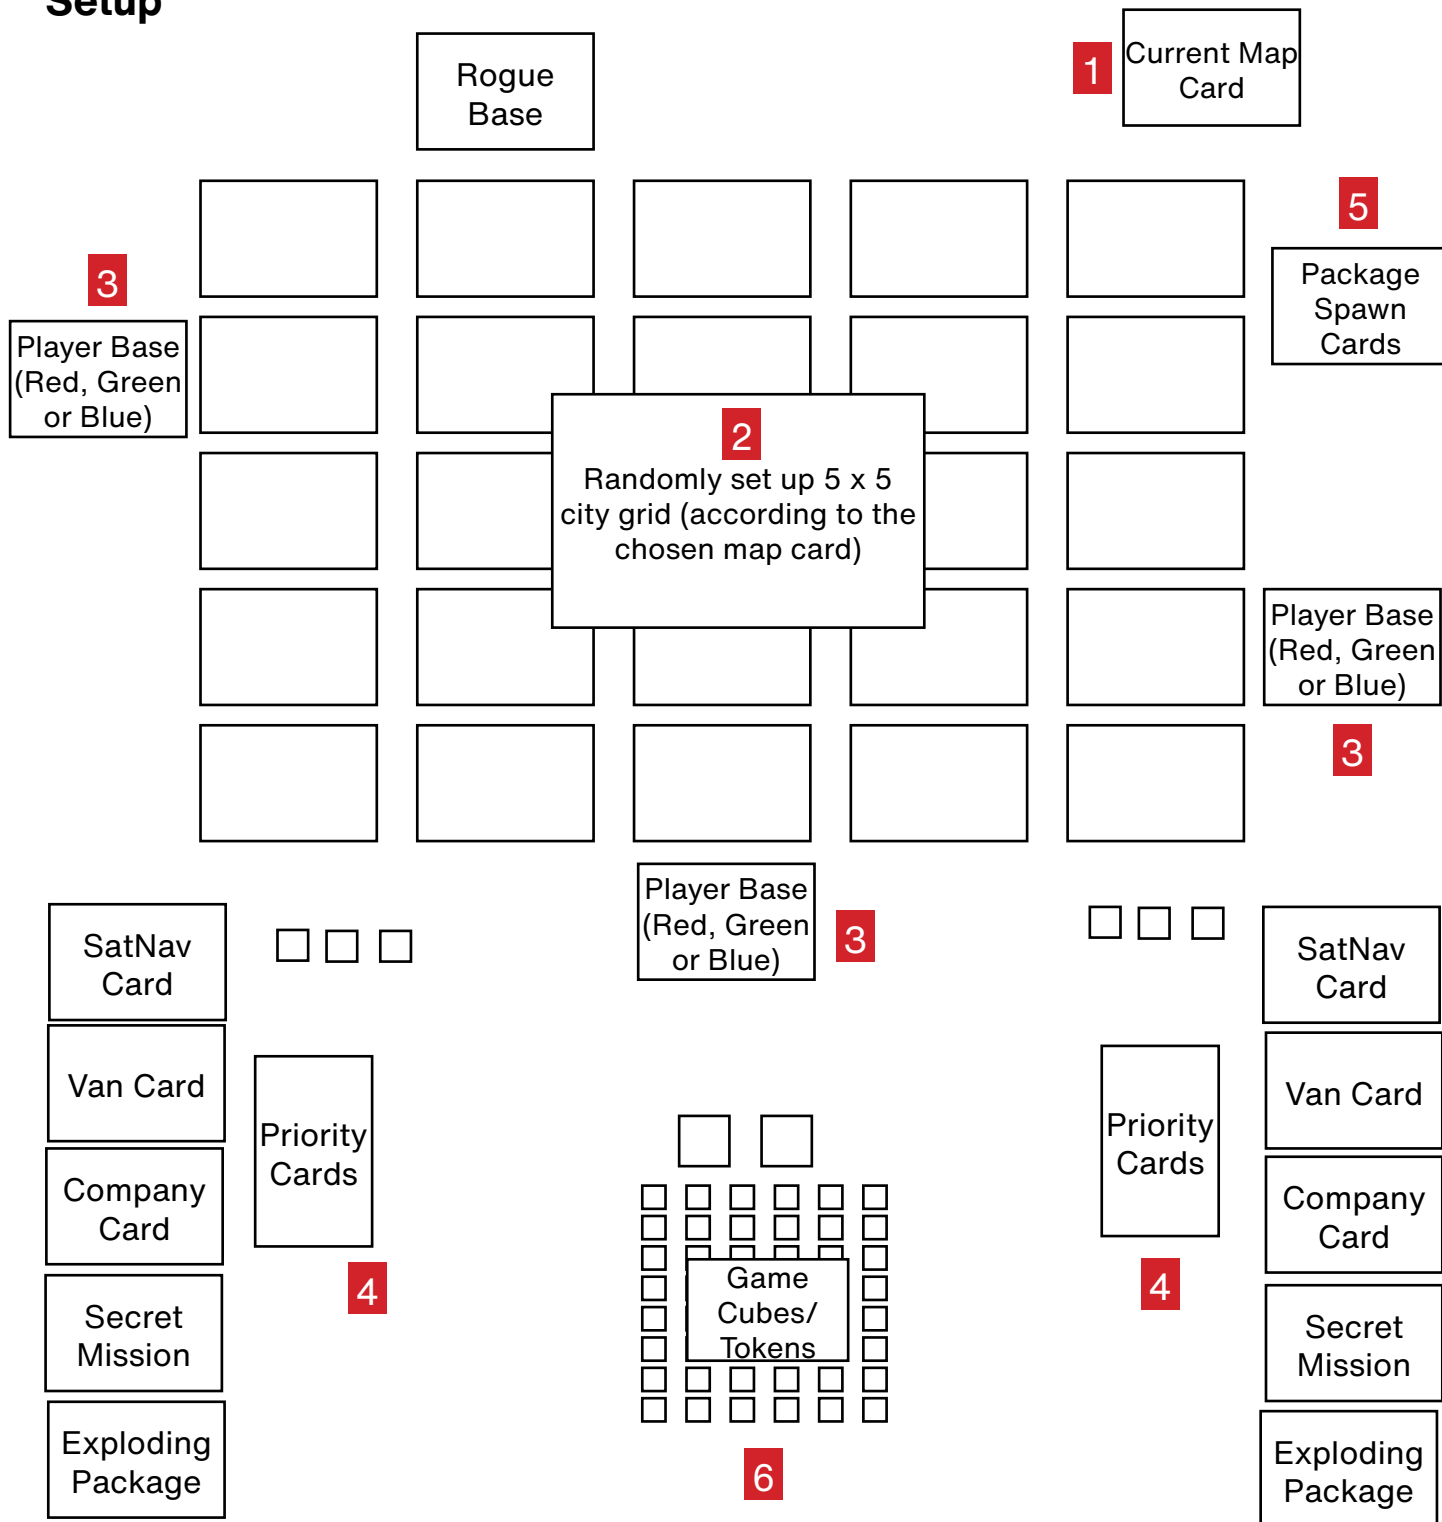 Setup
Rogue
Base
1
Current Map
Card
5
Package
Spawn
Cards
3
Player Base
(Red, Green
or Blue)
2
Randomly set up 5 x 5
city grid (according to the
chosen map card)
Player Base
(Red, Green
or Blue)
3
Player Base
(Red, Green
or Blue)
3
SatNav
Card
Van Card
Company
Card
Secret
Mission
Exploding
Package
Priority
Cards
4
Game
Cubes/
Tokens
6
Priority
Cards
4
SatNav
Card
Van Card
Company
Card
Secret
Mission
Exploding
Package